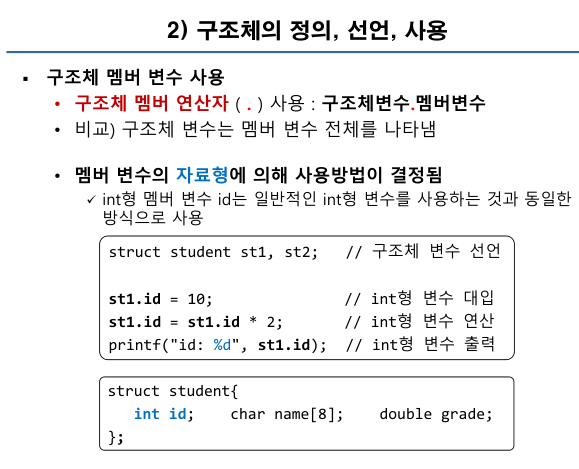 2) 구조체의 정의, 선언, 사용
▪ 구조체 멤버 변수 사용
• 구조체 멤버 연산자 ( . ) 사용 : 구조체변수.멤버변수
• 비교) 구조체 변수는 멤버 변수 전체를 나타냄
• 멤버 변수의 자료형에 의해 사용방법이 결정됨
✓ int형 멤버 변수 id는 일반적인 int형 변수를 사용하는 것과 동일한
방식으로 사용
struct student st1, st2;   // 구조체 변수 선언
st1.id = 10;               // int형 변수 대입
st1.id = st1.id * 2;       // int형 변수 연산
printf("id: %d", st1.id);  // int형 변수 출력
struct student{
int id;    char name[8];    double grade;
};